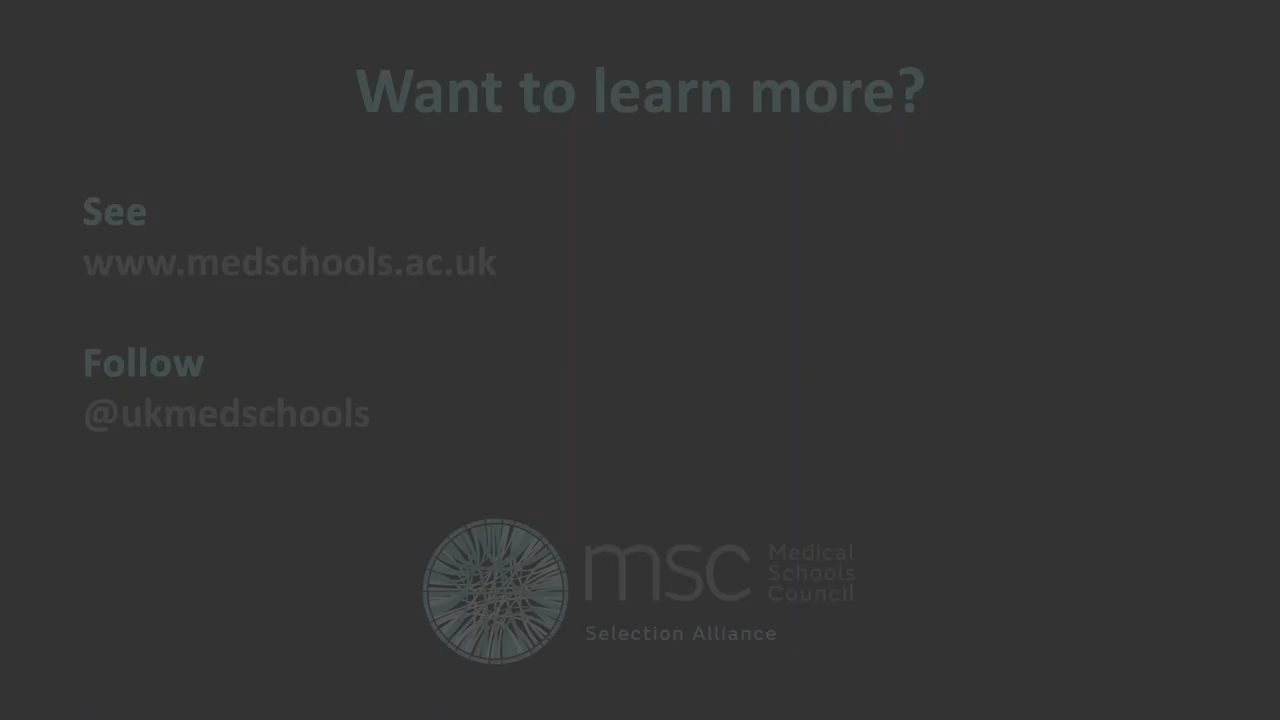 Want to learn more?
See
www.medschools.ac.uk
Follow
@ukmedschools
msc
Medical
Schools
Council
Selection Alliance